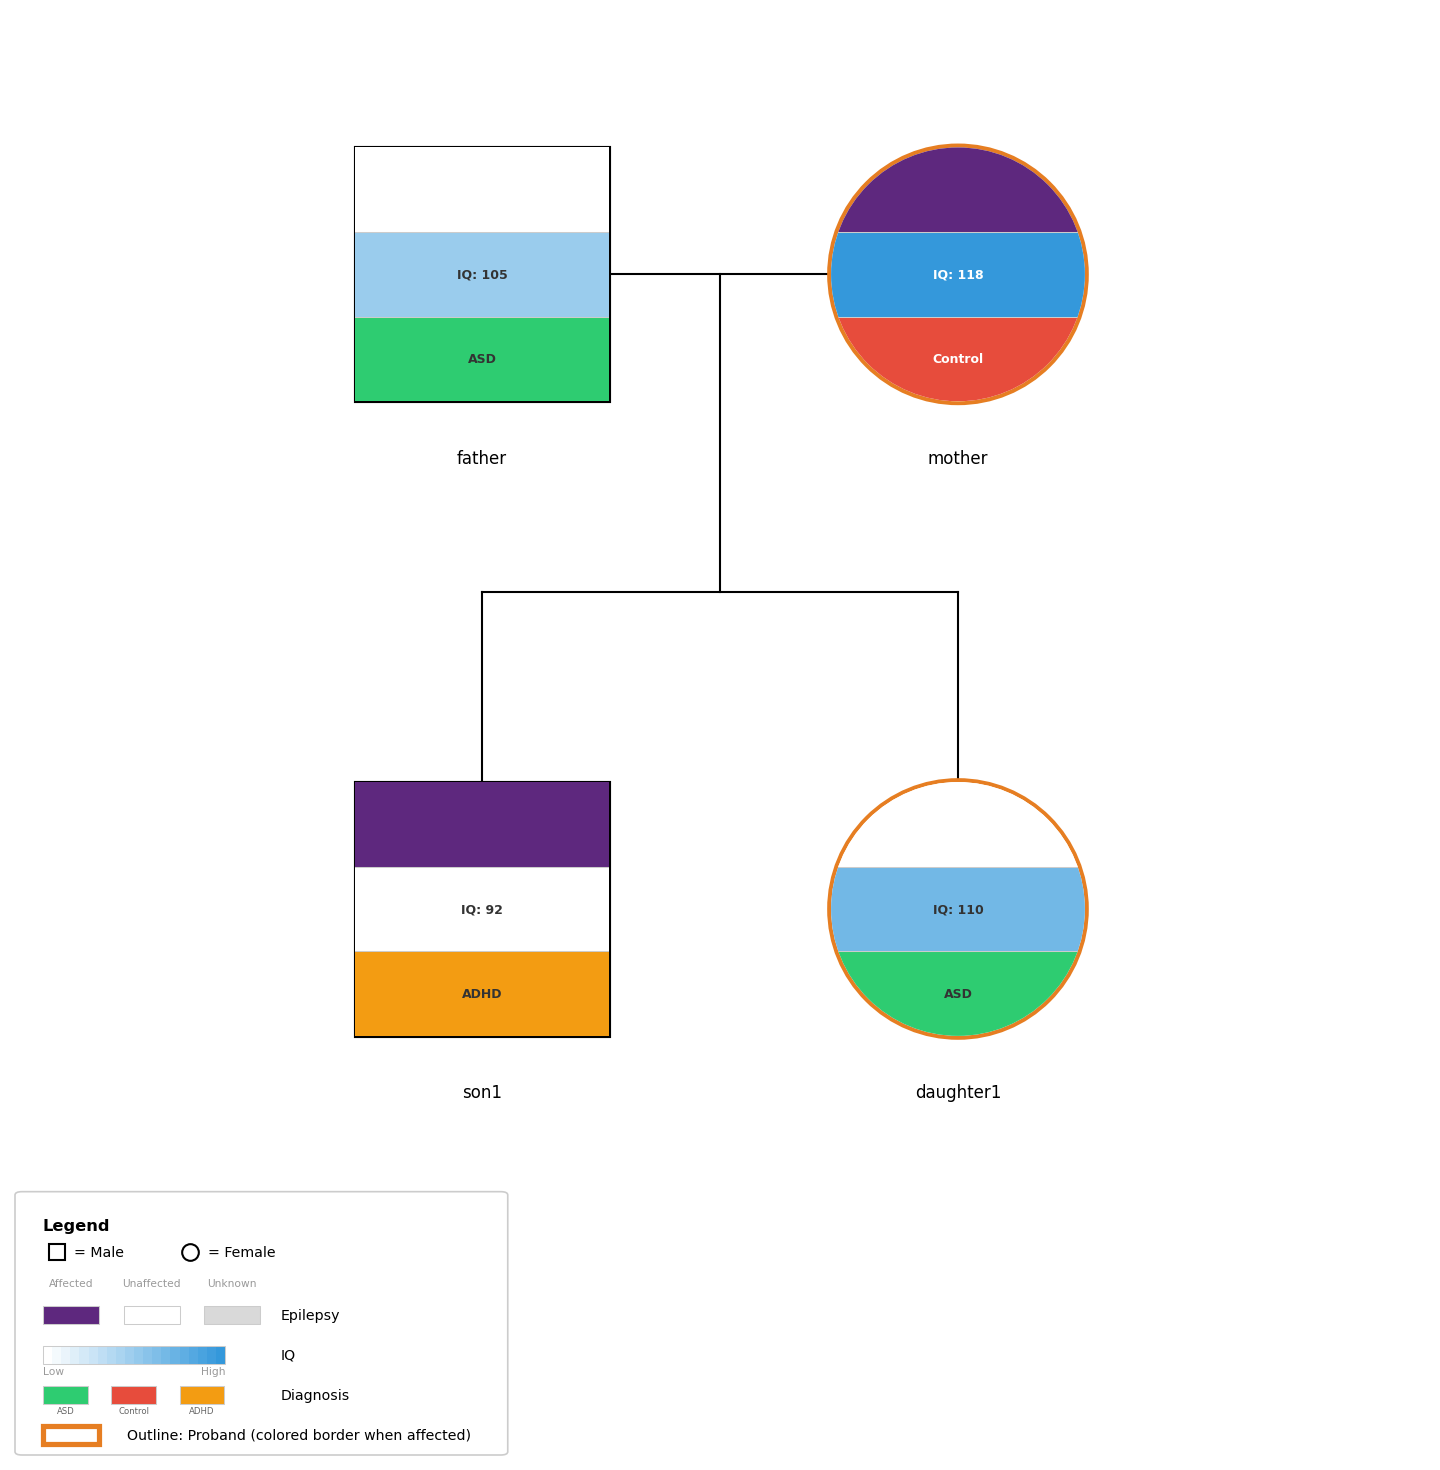 IQ: 105
IQ: 118
ASD
Control
father
mother
IQ: 92
IQ: 110
ADHD
ASD
son1
daughter1
Legend
= Male
= Female
Affected
Unaffected
Unknown
Epilepsy
IQ
Low
High
Diagnosis
ASD
Control
ADHD
Outline: Proband (colored border when affected)